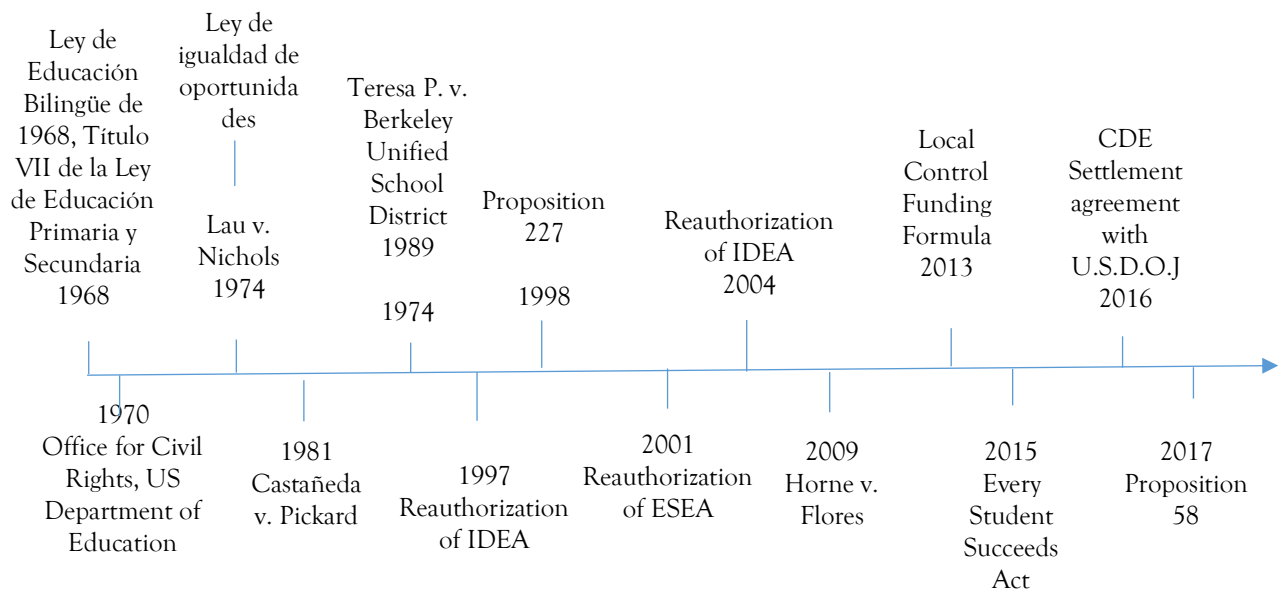 Ley de
Educación
Bilingüe de
1968, Título
VII de la Ley
de Educación
Primaria y
Secundaria
1968
Ley de
igualdad de
oportunida
des
Lau v.
Nichols
1974
Teresa P. v.
Berkeley
Unified
School
District
1989
1974
Proposition
227
1998
Reauthorization
of IDEA
2004
Local
Control
Funding
Formula
2013
CDE
Settlement
agreement
with
U.S.D.O.J
2016
1970
Office for Civil
Rights, US
Department of
Education
1981
Castañeda
v. Pickard
1997
Reauthorization
of IDEA
2001
Reauthorization
of ESEA
2009
Horne v.
Flores
2015
Every
Student
Succeeds
Act
2017
Proposition
58